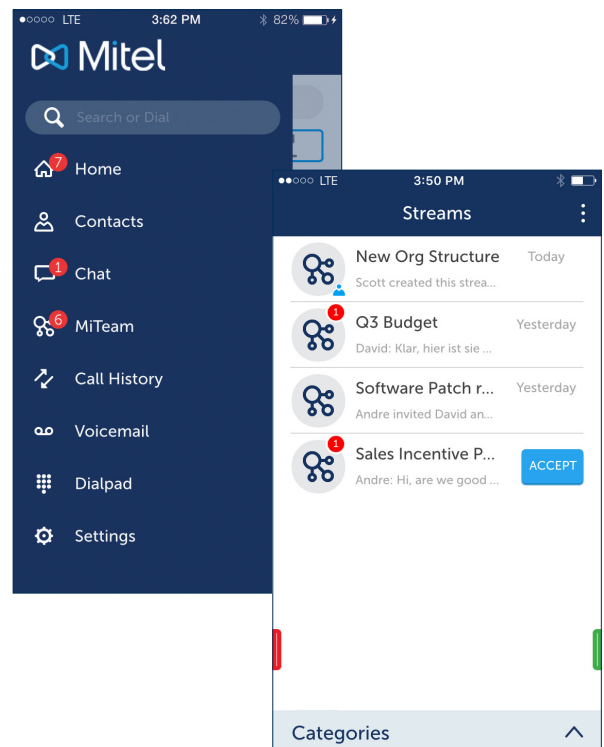 LTE 3:62 PM 82%
Mitel
Search or Dial
7
Home
Contacts
1
Chat
6
MiTeam
Call History
Voicemail
Dialpad
Settings
LTE 3:50 PM
Streams
New Org Structure Today
Scott created this strea...
1
Q3 Budget Yesterday
David: Klar, hier ist sie ...
Software Patch r... Yesterday
Andre invited David an...
1
Sales Incentive P...
ACCEPT
Andre: Hi, are we good ...
Categories